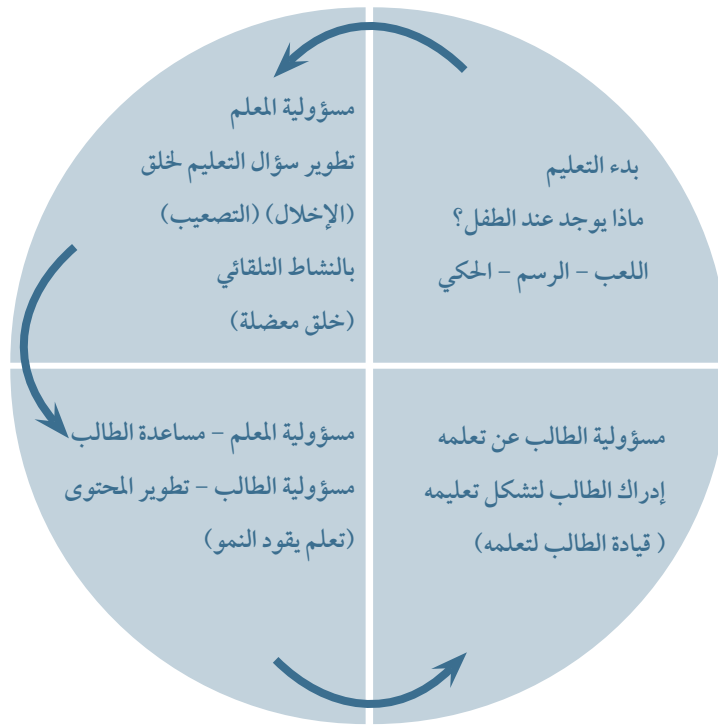 بدء التعليم
ماذا يوجد عند الطفل؟
اللعب – الرسم – الحكي
مسؤولية المعلم
تطوير سؤال التعليم لخلق
(الإخلال) (التصعيب)
بالنشاط التلقائي
(خلق معضلة)
مسؤولية المعلم – مساعدة الطالب
مسؤولية الطالب – تطوير المحتوى
(تعلم يقود النمو)
مسؤولية الطالب عن تعلمه
إدراك الطالب لتشكل تعليمه
( قيادة الطالب لتعلمه)